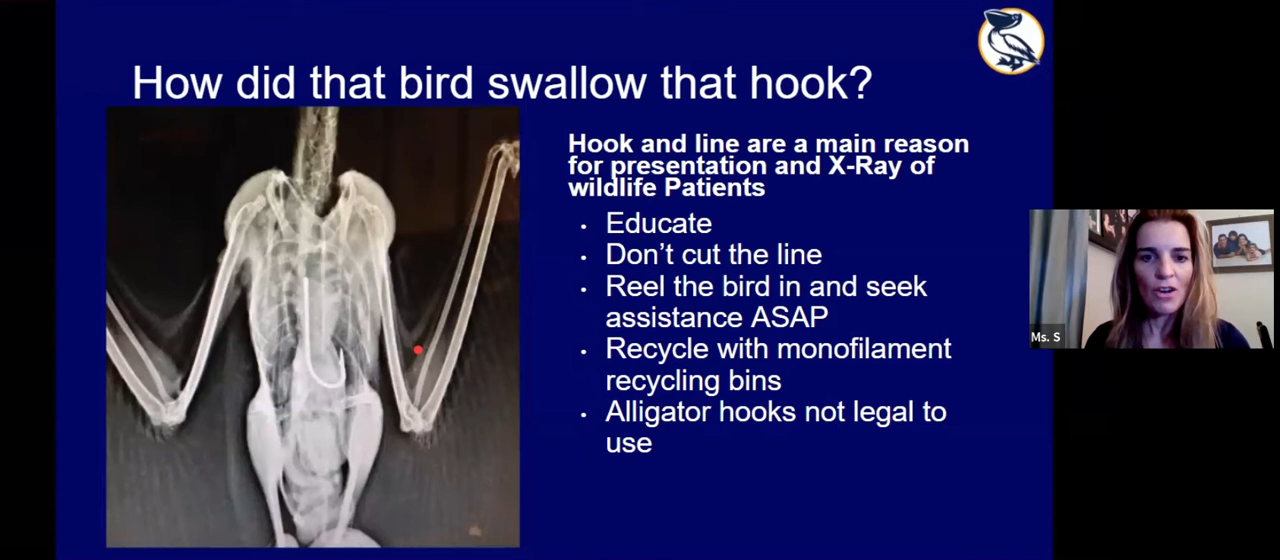 How did that bird swallow that hook?
Hook and line are a main reason
for presentation and X-Ray of
wildlife Patients
• Educate
• Don't cut the line
• Reel the bird in and seek
assistance ASAP
• Recycle with monofilament
recycling bins
• Alligator hooks not legal to
use
Ms. S